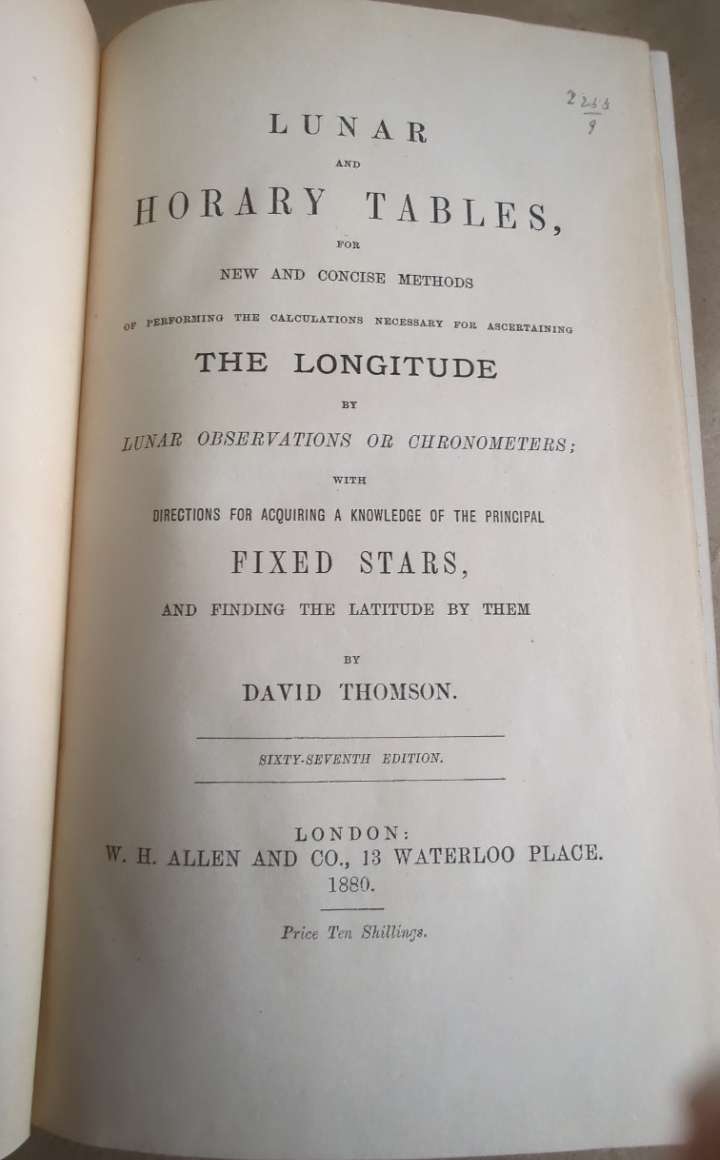 LUNAR
AND
HORARY TABLES,
FOR
NEW AND CONCISE METHODS
OF PERFORMING THE CALCULATIONS NECESSARY FOR ASCERTAINING
THE LONGITUDE
BY
LUNAR OBSERVATIONS OR CHRONOMETERS;
WITH
DIRECTIONS FOR ACQUIRING A KNOWLEDGE OF THE PRINCIPAL
FIXED STARS,
AND FINDING THE LATITUDE BY THEM
BY
DAVID THOMSON.
SIXTY-SEVENTH EDITION.
LONDON:
W. H. ALLEN AND CO., 13 WATERLOO PLACE.
1880.
Price Ten Shillings.